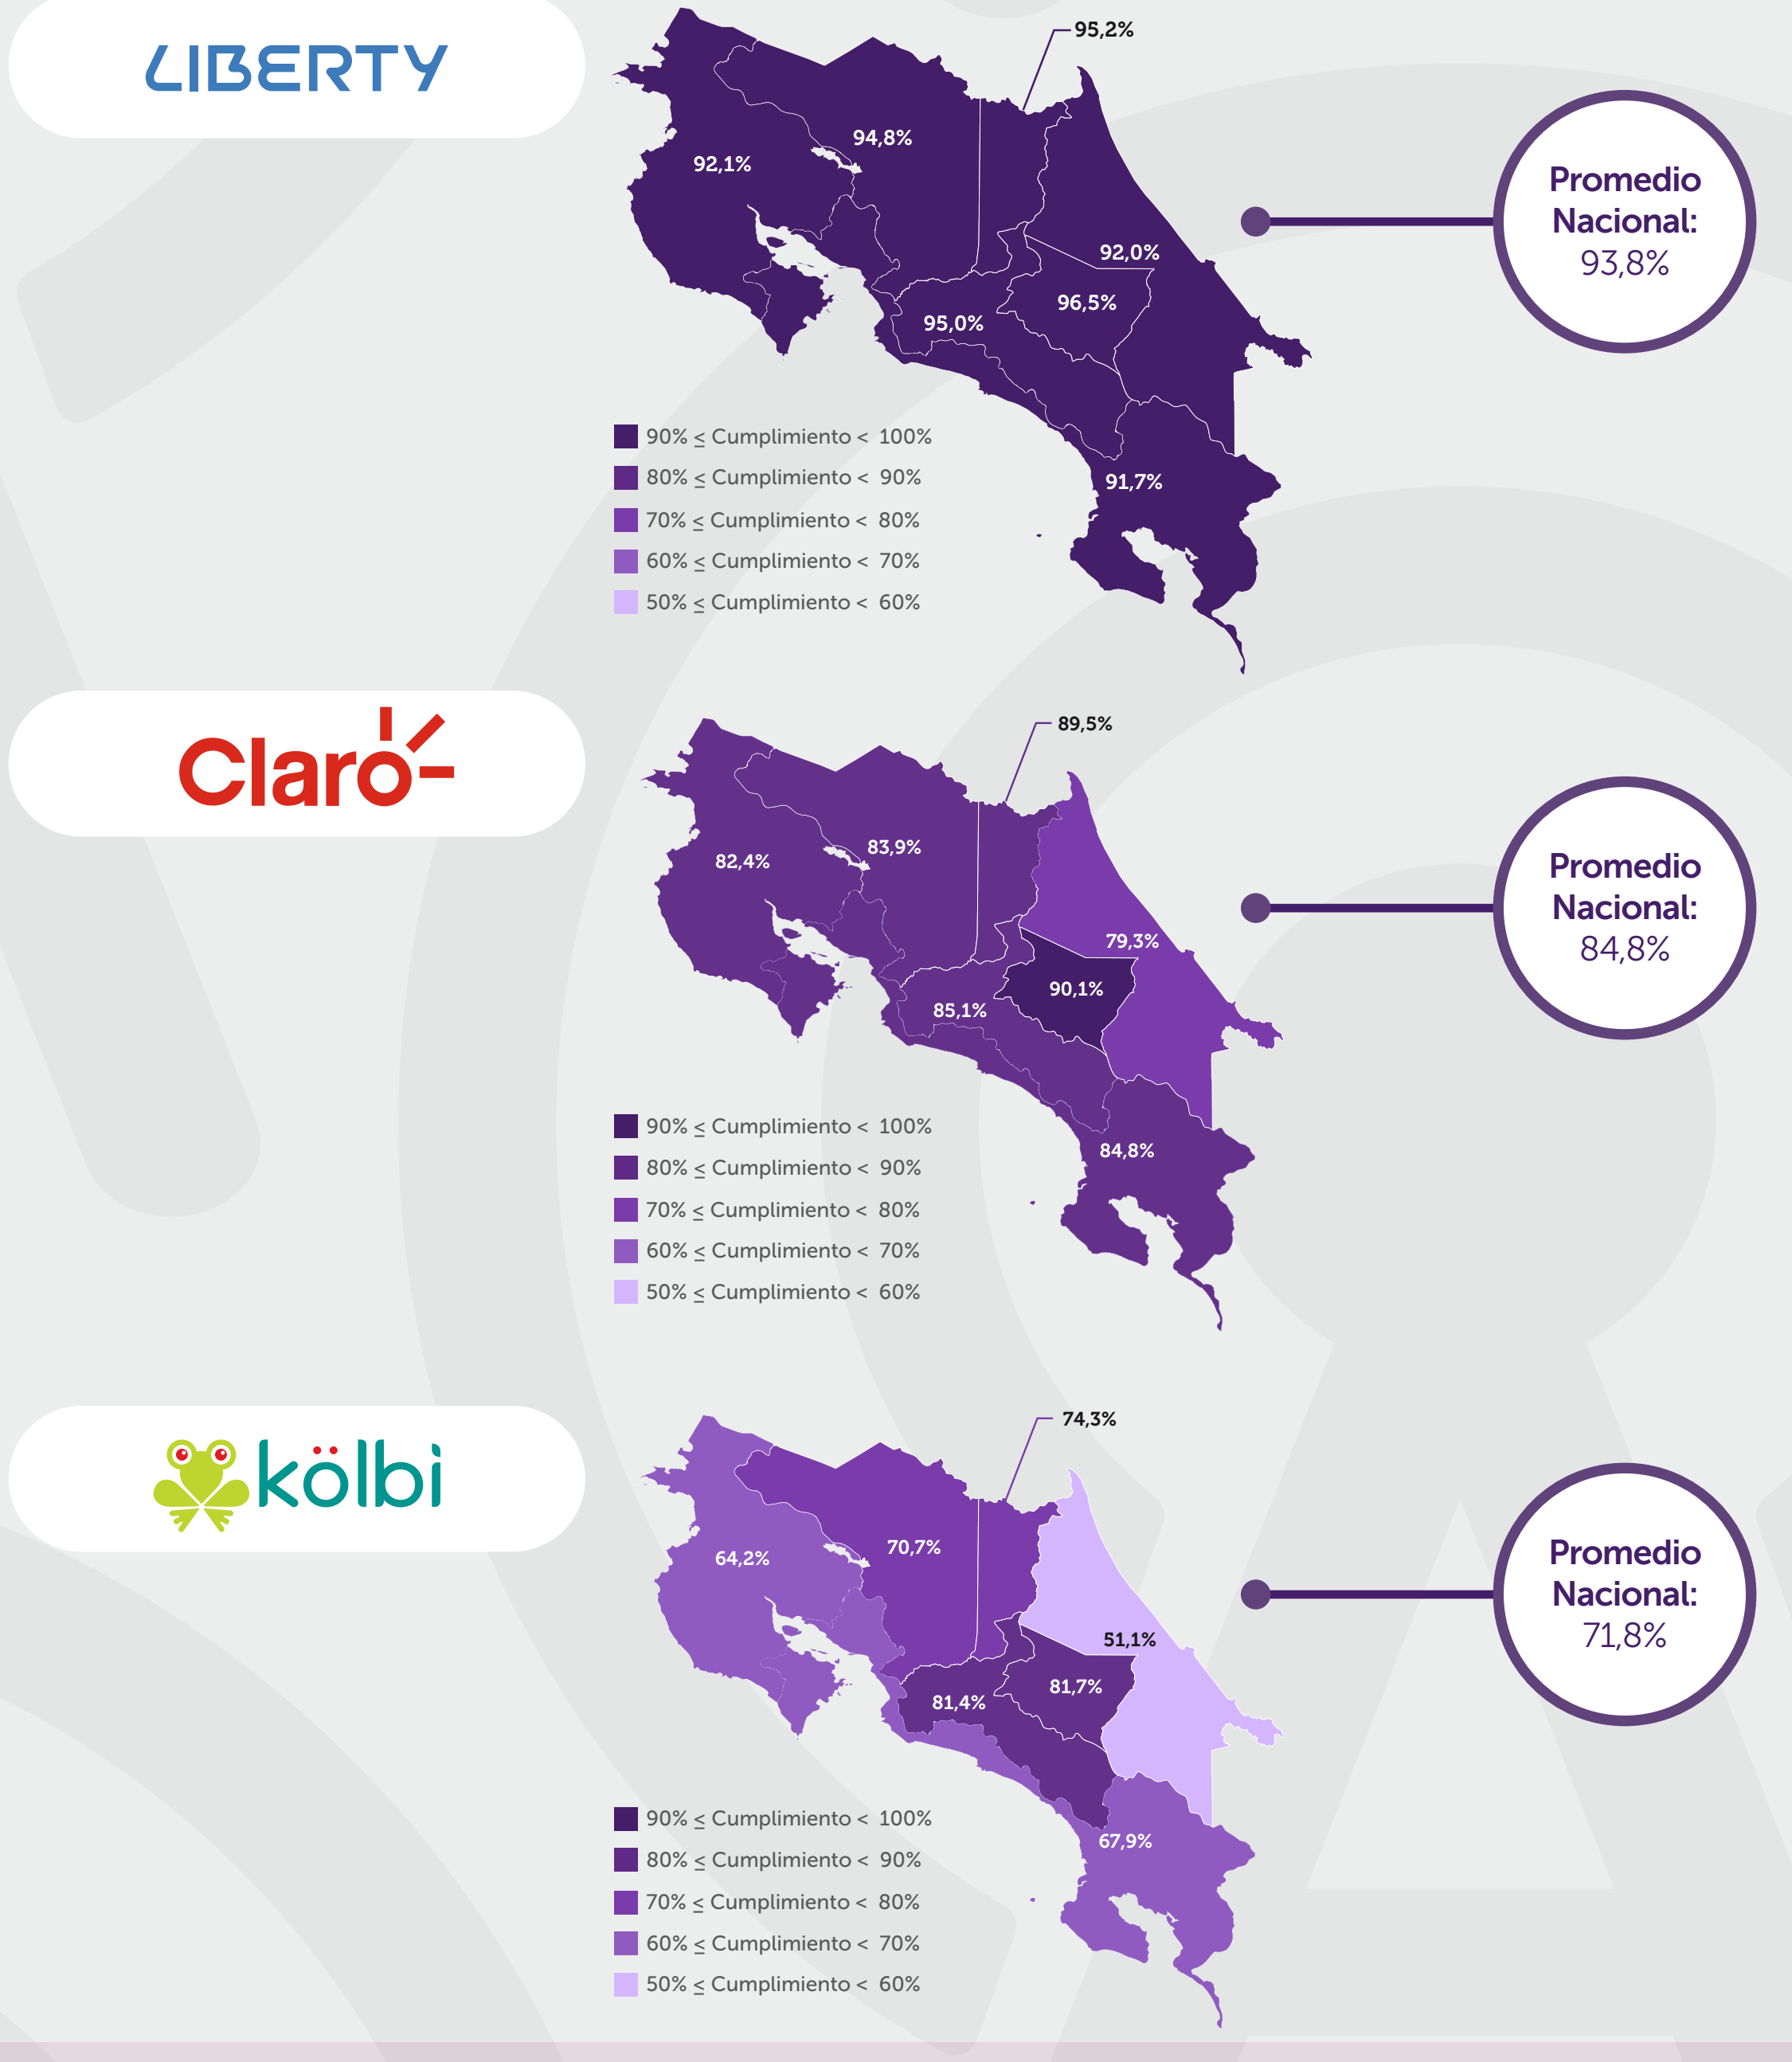 LIBERTY
95,2%
94,8%
92,1%
92,0%
96,5%
95,0%
91,7%
Promedio
Nacional:
93,8%
90% ≤ Cumplimiento < 100%
80% ≤ Cumplimiento < 90%
70% ≤ Cumplimiento < 80%
60% ≤ Cumplimiento < 70%
50% ≤ Cumplimiento < 60%
Claro
89,5%
83,9%
82,4%
79,3%
90,1%
85,1%
84,8%
Promedio
Nacional:
84,8%
90% ≤ Cumplimiento < 100%
80% ≤ Cumplimiento < 90%
70% ≤ Cumplimiento < 80%
60% ≤ Cumplimiento < 70%
50% ≤ Cumplimiento < 60%
kölbi
74,3%
70,7%
64,2%
51,1%
81,7%
81,4%
67,9%
Promedio
Nacional:
71,8%
90% ≤ Cumplimiento < 100%
80% ≤ Cumplimiento < 90%
70% ≤ Cumplimiento < 80%
60% ≤ Cumplimiento < 70%
50% ≤ Cumplimiento < 60%